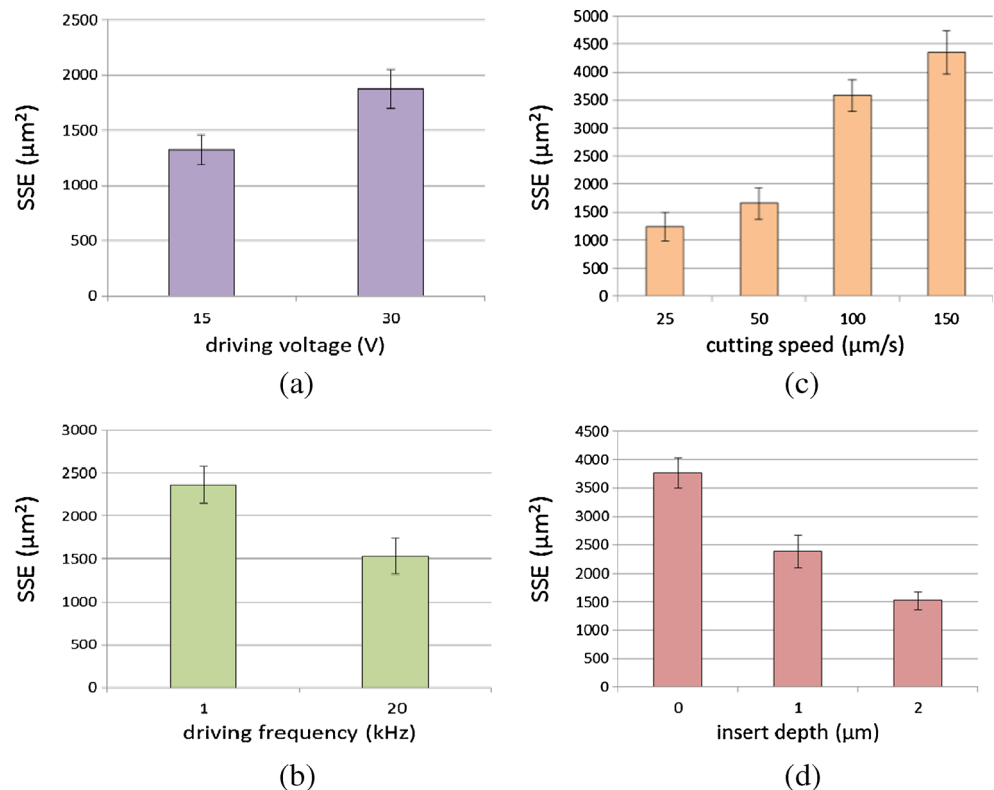 2500
2000
1500
1000
500
0
SSE (µm²)
15 30
driving voltage (V)
(a)
5000
4500
4000
3500
3000
2500
2000
1500
1000
500
0
SSE (µm²)
25 50 100 150
cutting speed (µm/s)
(c)
3000
2500
2000
1500
1000
500
0
SSE (µm²)
1 20
driving frequency (kHz)
(b)
4500
4000
3500
3000
2500
2000
1500
1000
500
0
SSE (µm²)
0 1 2
insert depth (µm)
(d)